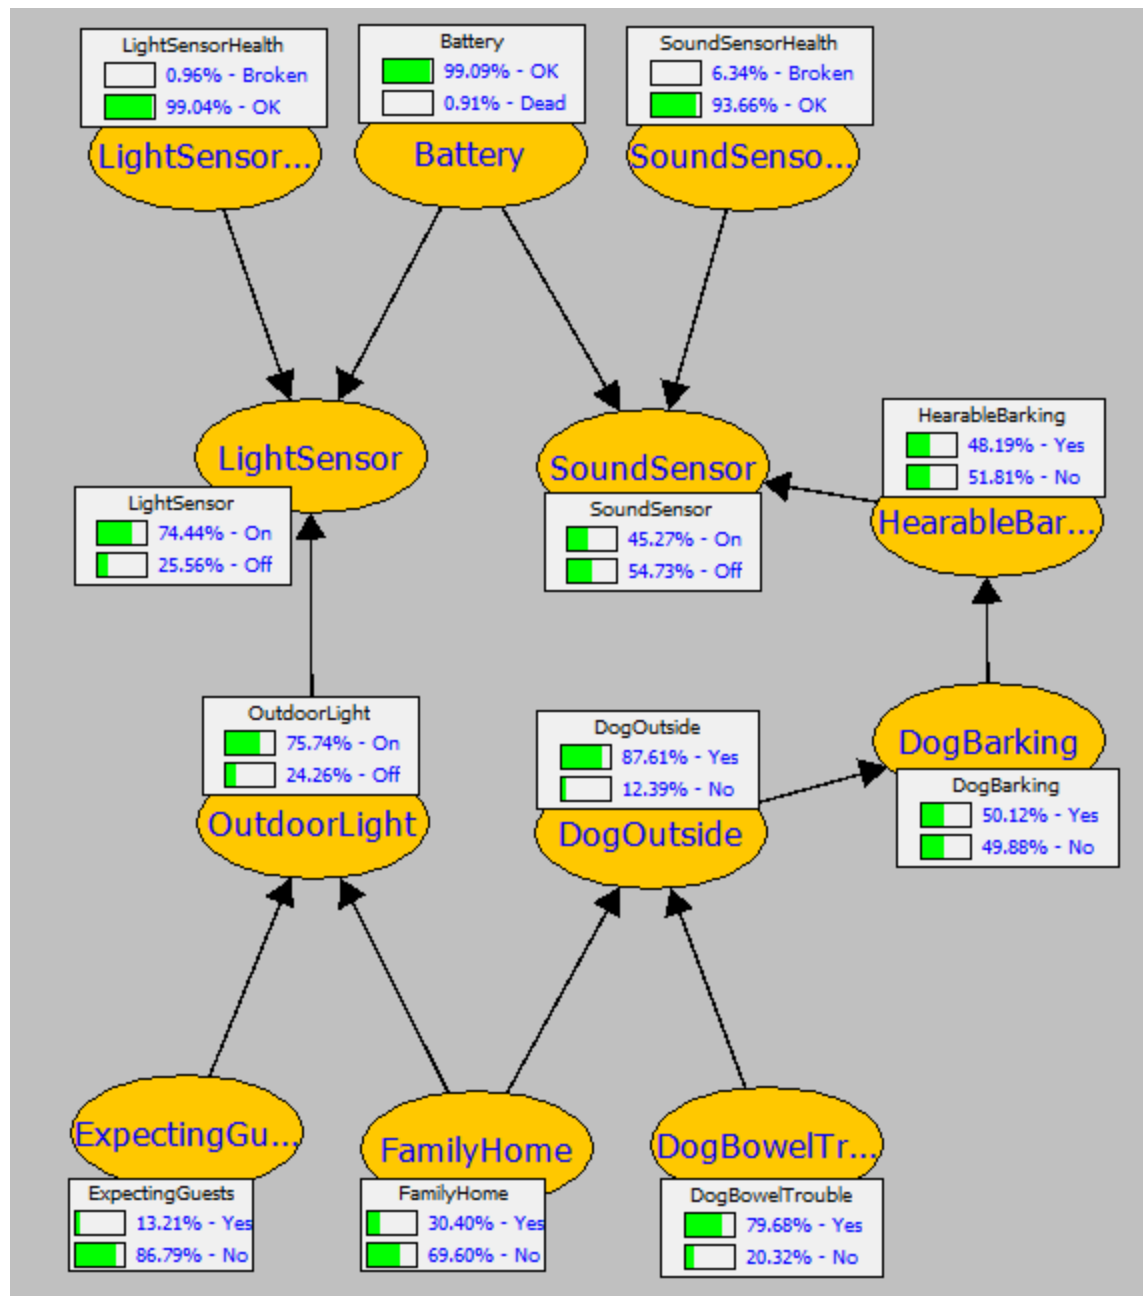 LightSensorHealth
0.96% - Broken
99.04% - OK
LightSensor...
Battery
99.09% - OK
0.91% - Dead
Battery
SoundSensorHealth
6.34% - Broken
93.66% - OK
SoundSenso...
LightSensor
LightSensor
74.44% - On
25.56% - Off
SoundSensor
SoundSensor
45.27% - On
54.73% - Off
HearableBarking
48.19% - Yes
51.81% - No
HearableBar...
OutdoorLight
75.74% - On
24.26% - Off
OutdoorLight
DogOutside
87.61% - Yes
12.39% - No
DogOutside
DogBarking
DogBarking
50.12% - Yes
49.88% - No
ExpectingGu...
ExpectingGuests
13.21% - Yes
86.79% - No
FamilyHome
FamilyHome
30.40% - Yes
69.60% - No
DogBowelTr...
DogBowelTrouble
79.68% - Yes
20.32% - No